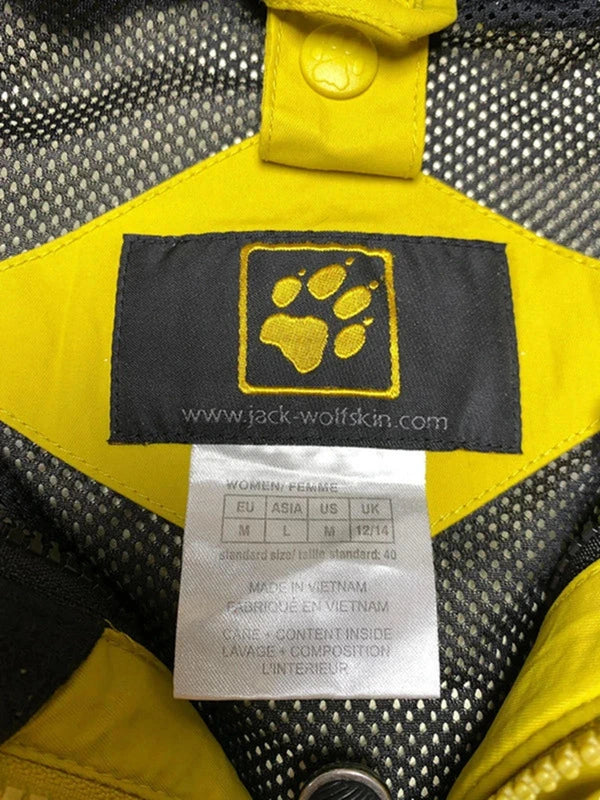 www.jack-wolfskin.com
WOMEN/ FEMME
EU ASIA US UK
M L M 12/14
standard size/ taille standard: 40
MADE IN VIETNAM
FABRIQUÉ EN VIETNAM
CARE + CONTENT INSIDE
LAVAGE + COMPOSITION
L'INTERIEUR